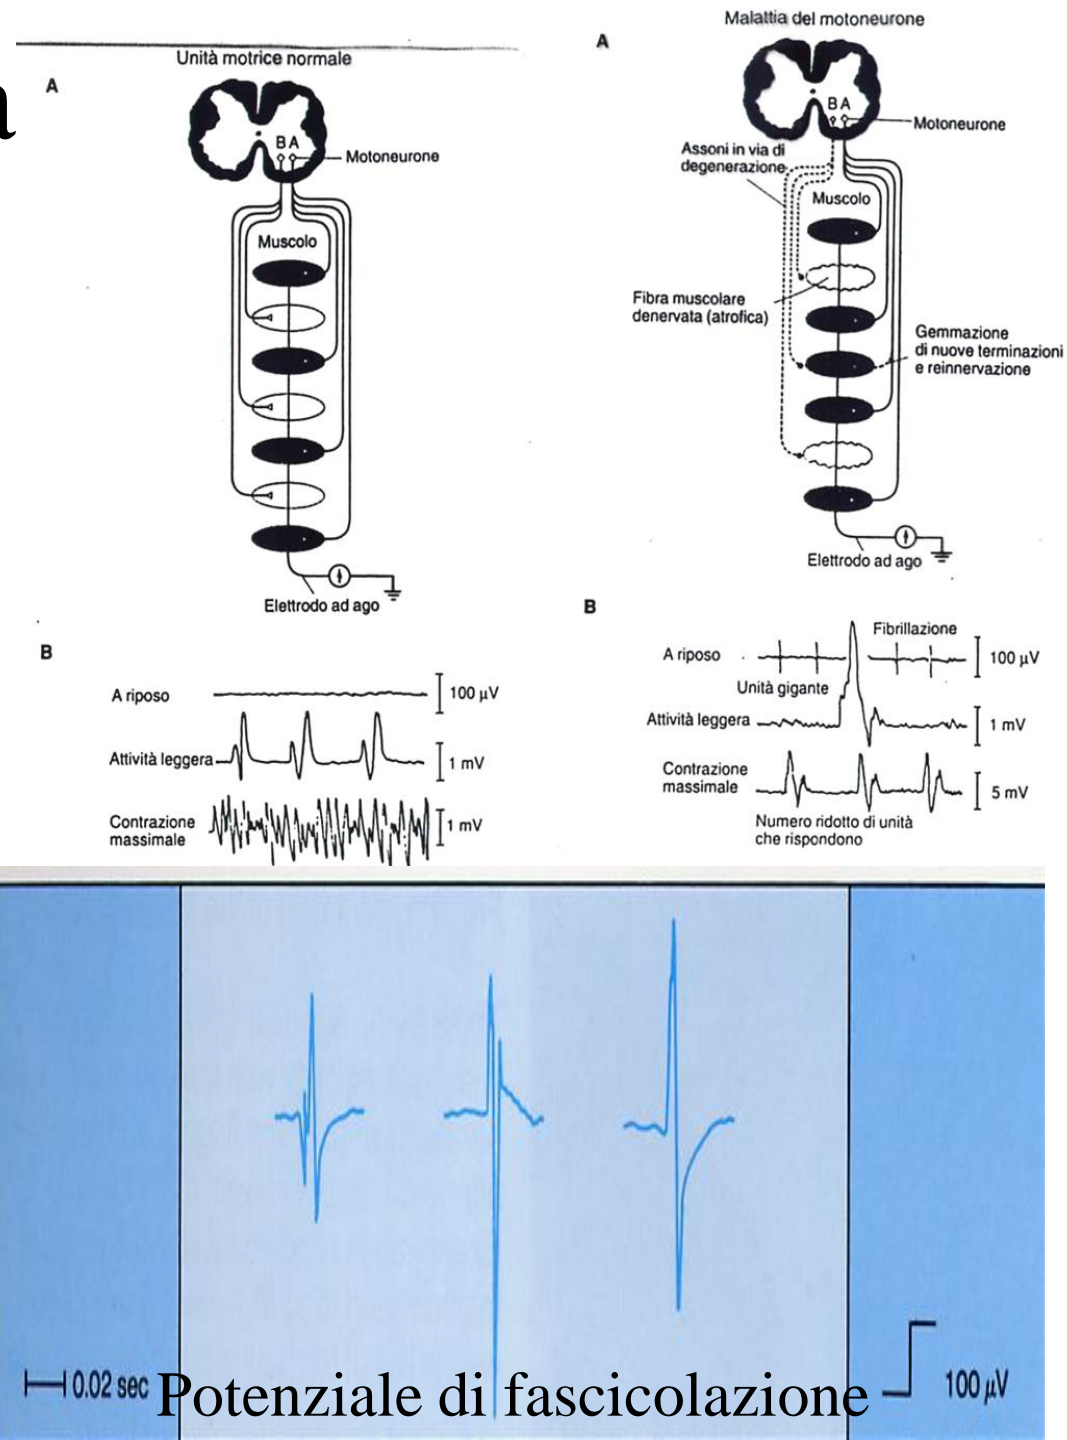 a
Unità motrice normale
A
B A
Motoneurone
Muscolo
Elettrodo ad ago
B
A riposo
100 µV
Attività leggera
1 mV
Contrazione
massimale
1 mV
Malattia del motoneurone
A
B A
Motoneurone
Assoni in via di
degenerazione
Muscolo
Fibra muscolare
denervata (atrofica)
Gemmazione
di nuove terminazioni
e reinnervazione
Elettrodo ad ago
B
Fibrillazione
A riposo
100 µV
Unità gigante
Attività leggera
1 mV
Contrazione
massimale
5 mV
Numero ridotto di unità
che rispondono
0.02 sec
Potenziale di fascicolazione
100 µV